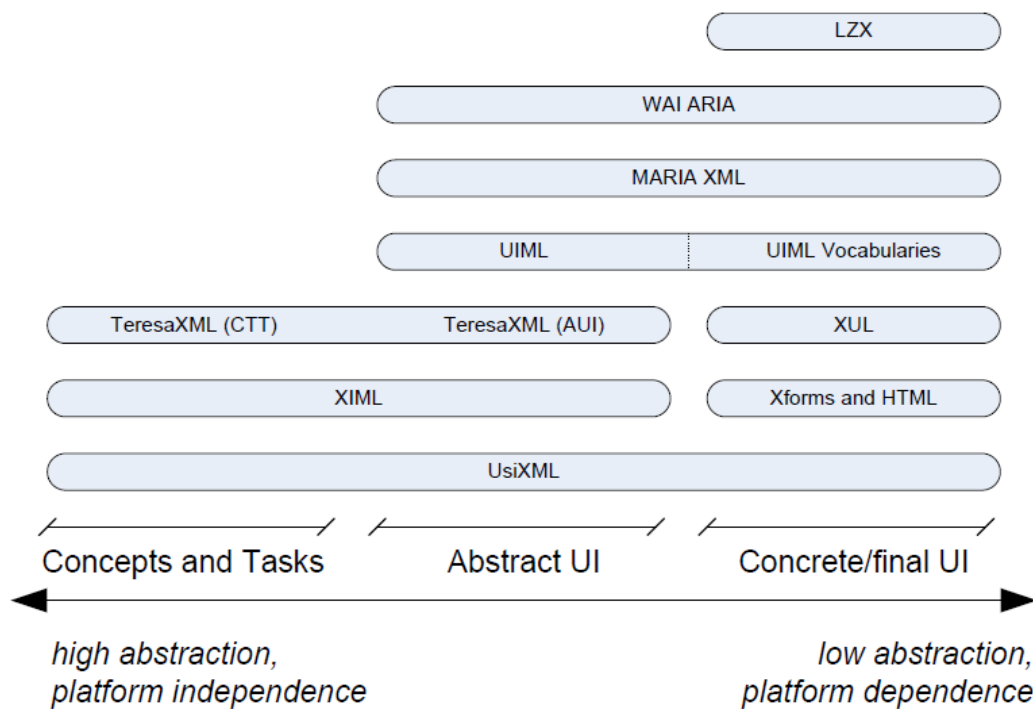 LZX
WAI ARIA
MARIA XML
UIML UIML Vocabularies
TeresaXML (CTT) TeresaXML (AUI) XUL
XIML Xforms and HTML
UsiXML
Concepts and Tasks Abstract UI Concrete/final UI
high abstraction, low abstraction,
platform independence platform dependence